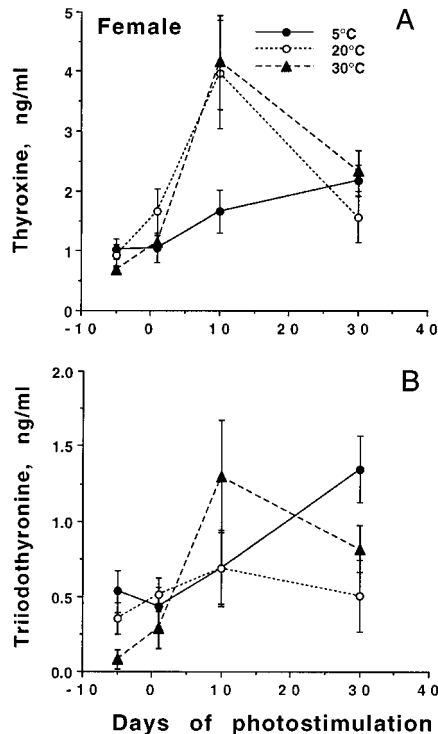 Female
A
5°C
20°C
30°C
Thyroxine, ng/ml
5
4
3
2
1
0
-10 0 10 20 30 40
B
Triiodothyronine, ng/ml
2.0
1.5
1.0
0.5
0.0
-10 0 10 20 30 40
Days of photostimulation